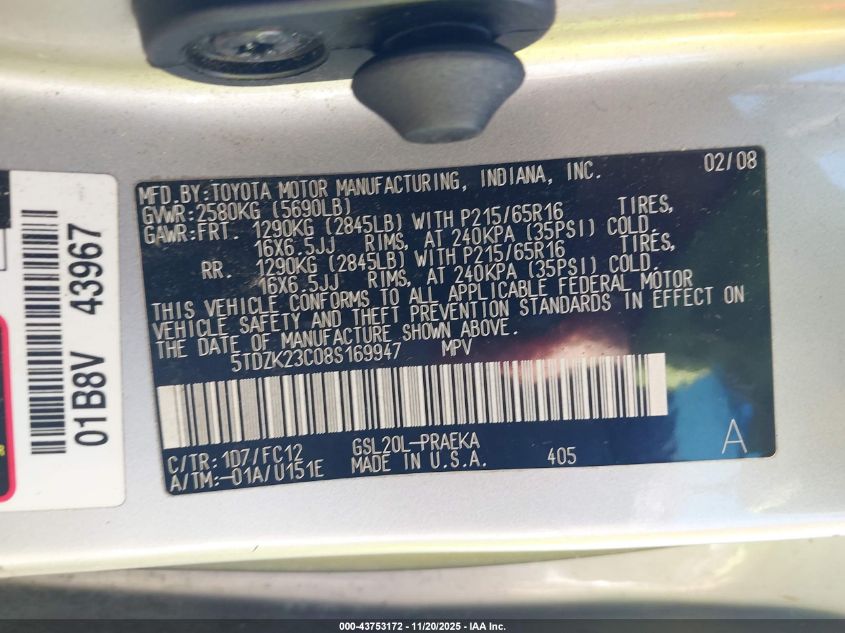 MFD.BY:TOYOTA MOTOR MANUFACTURING, INDIANA, INC. 02/08
GVWR:2580KG (5690LB)
GAWR:FRT. 1290KG (2845LB) WITH P215/65R16 TIRES,
16X6.5JJ RIMS, AT 240KPA (35PSI) COLD.
RR. 1290KG (2845LB) WITH P215/65R16 TIRES,
16X6.5JJ RIMS, AT 240KPA (35PSI) COLD.
THIS VEHICLE CONFORMS TO ALL APPLICABLE FEDERAL MOTOR
VEHICLE SAFETY AND THEFT PREVENTION STANDARDS IN EFFECT ON
THE DATE OF MANUFACTURE SHOWN ABOVE.
5TDZK23C08S169947 MPV
C/TR:1D7/FC12 GSL20L-PRAEKA A
A/TM:-01A/U151E MADE IN U.S.A. 405
01B8V 43967
000-43753172 - 11/20/2025 - IAA Inc.